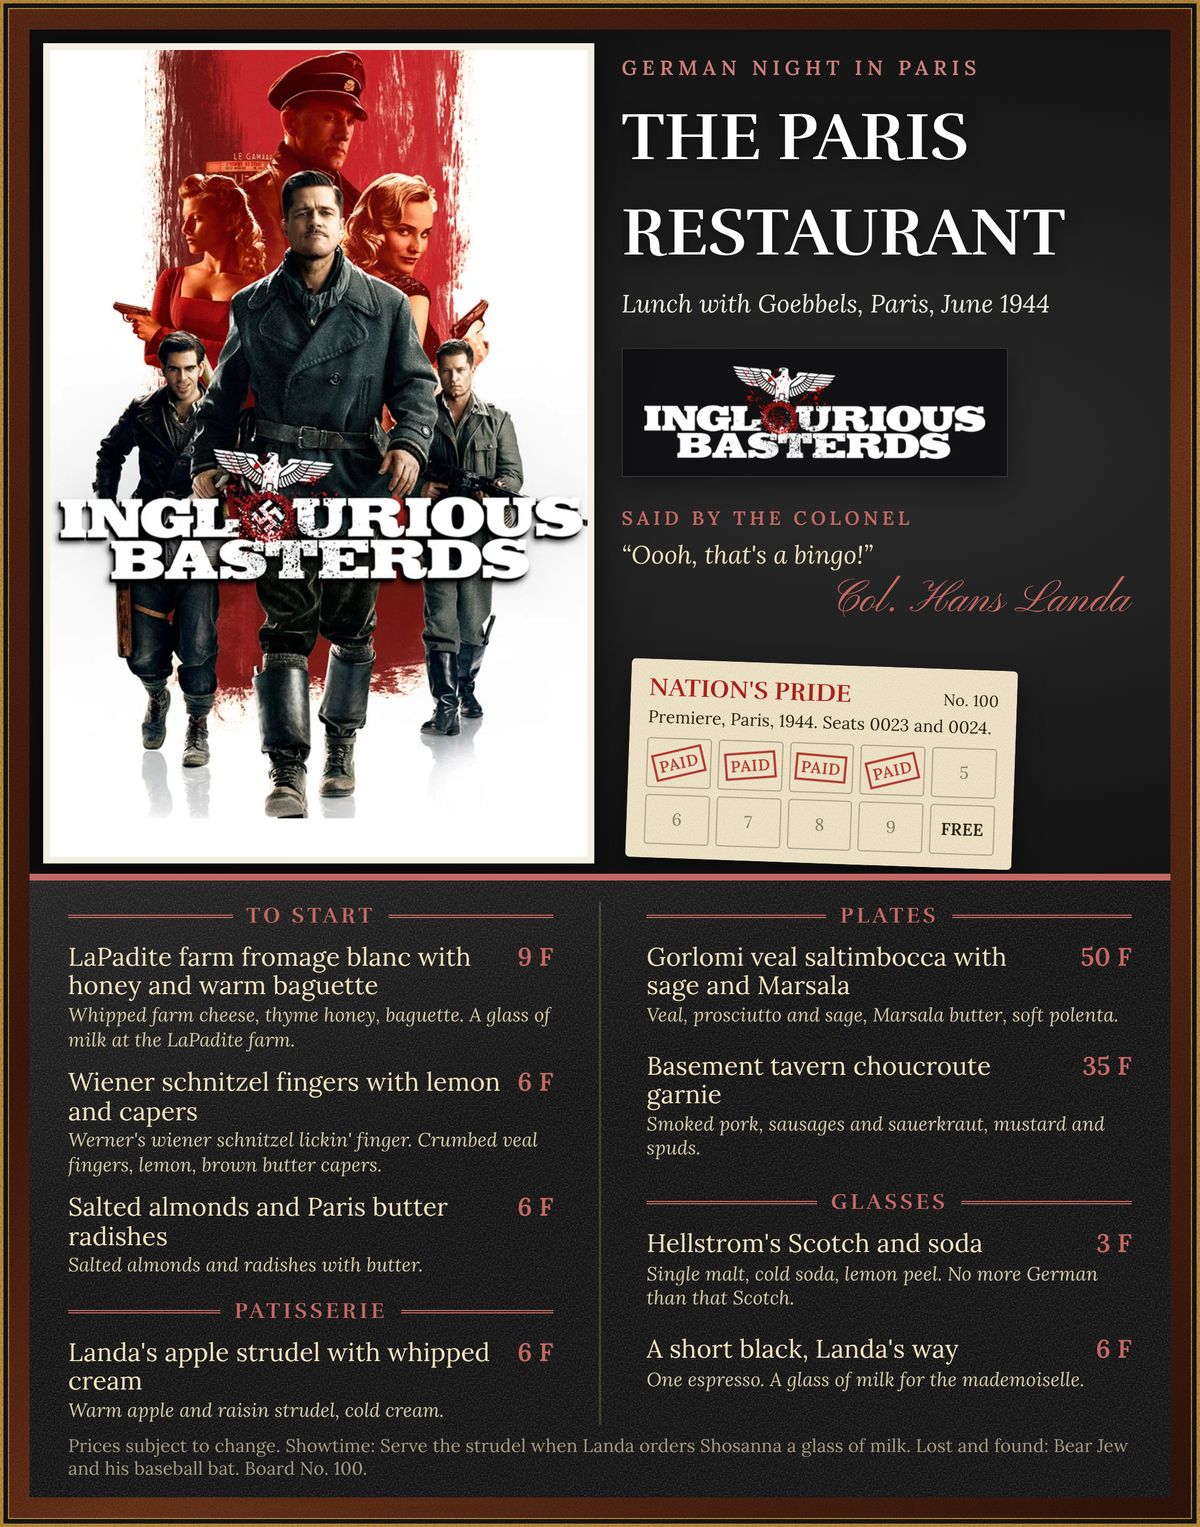 LE GAMAAR
INGLOURIOUS
BASTERDS
GERMAN NIGHT IN PARIS
THE PARIS
RESTAURANT
Lunch with Goebbels, Paris, June 1944
INGLOURIOUS
BASTERDS
SAID BY THE COLONEL
“Oooh, that's a bingo!”
Col. Hans Landa
NATION'S PRIDE
No. 100
Premiere, Paris, 1944. Seats 0023 and 0024.
PAID PAID PAID PAID 5
6 7 8 9 FREE
TO START
LaPadite farm fromage blanc with 9 F
honey and warm baguette
Whipped farm cheese, thyme honey, baguette. A glass of
milk at the LaPadite farm.
Wiener schnitzel fingers with lemon 6 F
and capers
Werner's wiener schnitzel lickin' finger. Crumbed veal
fingers, lemon, brown butter capers.
Salted almonds and Paris butter 6 F
radishes
Salted almonds and radishes with butter.
PATISSERIE
Landa's apple strudel with whipped 6 F
cream
Warm apple and raisin strudel, cold cream.
PLATES
Gorlomi veal saltimbocca with 50 F
sage and Marsala
Veal, prosciutto and sage, Marsala butter, soft polenta.
Basement tavern choucroute 35 F
garnie
Smoked pork, sausages and sauerkraut, mustard and
spuds.
GLASSES
Hellstrom's Scotch and soda 3 F
Single malt, cold soda, lemon peel. No more German
than that Scotch.
A short black, Landa's way 6 F
One espresso. A glass of milk for the mademoiselle.
Prices subject to change. Showtime: Serve the strudel when Landa orders Shosanna a glass of milk. Lost and found: Bear Jew
and his baseball bat. Board No. 100.